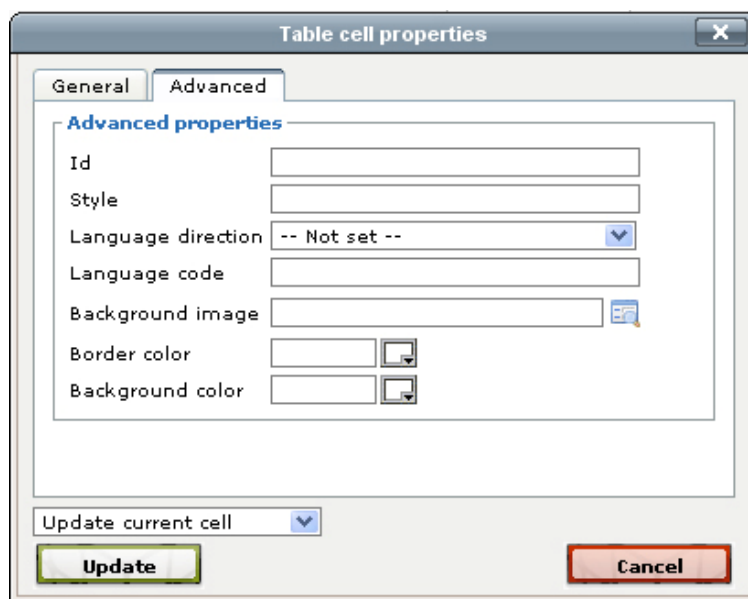 Table cell properties
General Advanced
Advanced properties
Id
Style
Language direction -- Not set --
Language code
Background image
Border color
Background color
Update current cell
Update Cancel